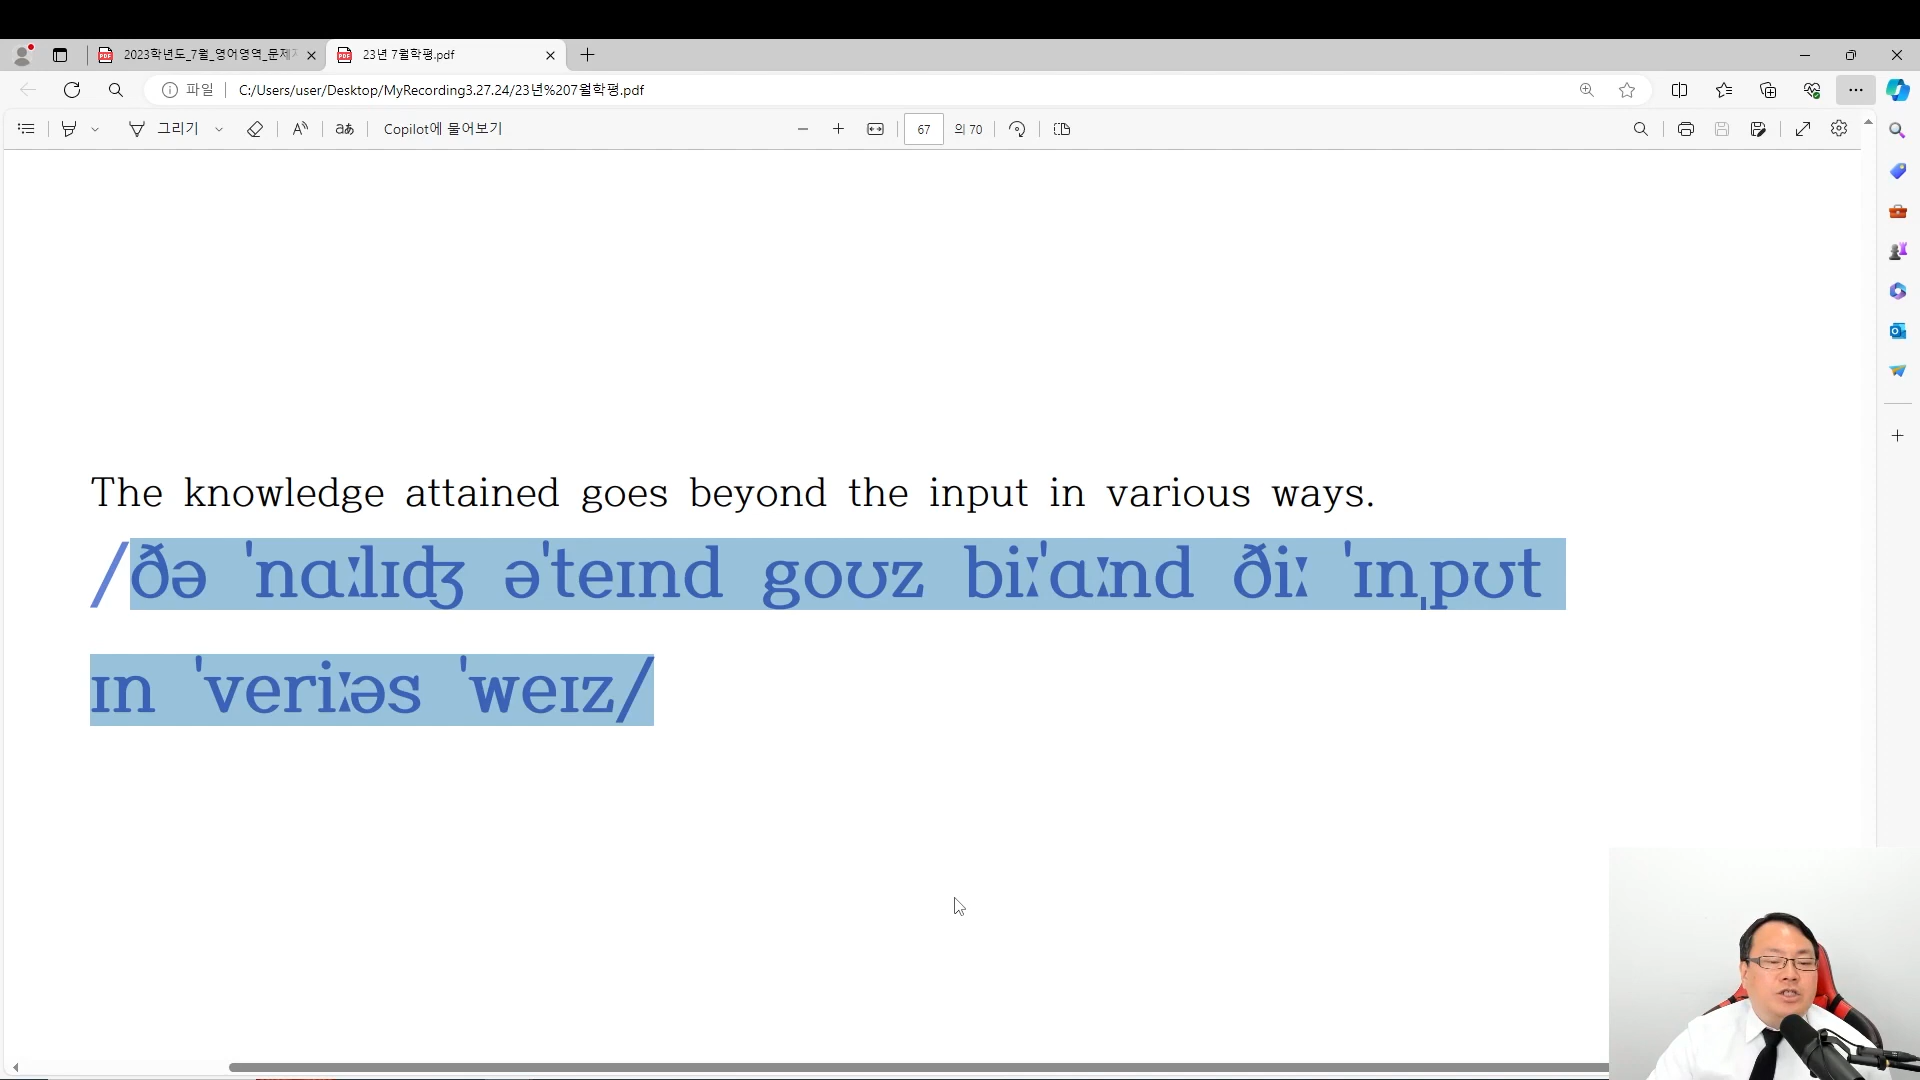 2023학년도_7월_영어영역_문제지
23년 7월학평.pdf
파일
C:/Users/user/Desktop/MyRecording3.27.24/23년%207월학평.pdf
그리기
가あ
Copilot에 물어보기
67
의 70
The knowledge attained goes beyond the input in various ways.
/ðə ˈnɑːlɪʤ əˈteɪnd goʊz biːˈɑːnd ðiː ˈɪnˌpʊt
ɪn ˈveriːəs ˈweɪz/